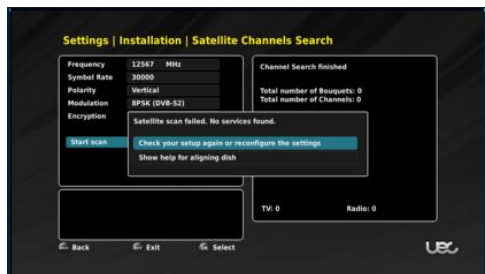 Settings | Installation | Satellite Channels Search
Frequency 12567 MHz
Symbol Rate 30000
Polarity Vertical
Modulation 8PSK (DVB-S2)
Encryption
Start scan
Channel Search finished
Total number of Bouquets: 0
Total number of Channels: 0
Satellite scan failed. No services found.
Check your setup again or reconfigure the settings
Show help for aligning dish
TV: 0 Radio: 0
Back Exit Select
UEC